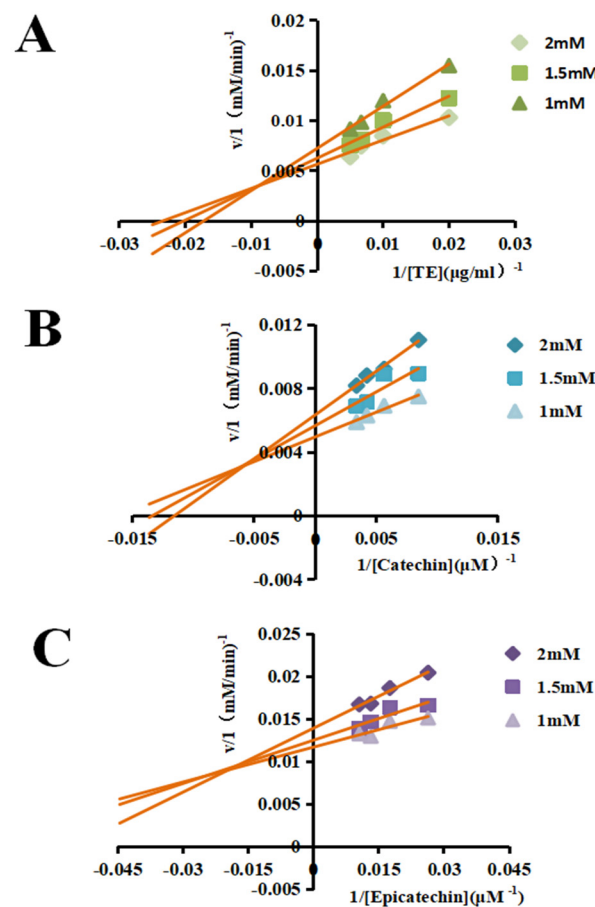 A
v/1 (mM/min)-1
0.02
0.015
0.01
0.005
0
-0.005
-0.03
-0.02
-0.01
0
0.01
0.02
0.03
1/[TE](μg/ml) -1
2mM
1.5mM
1mM
B
v/1 (mM/min)-1
0.012
0.008
0.004
0
-0.004
-0.015
-0.005
0
0.005
0.015
1/[Catechin](μM) -1
2mM
1.5mM
1mM
C
v/1 (mM/min)-1
0.025
0.02
0.015
0.01
0.005
0
-0.005
-0.045
-0.03
-0.015
0
0.015
0.03
0.045
1/[Epicatechin](μM-1)
2mM
1.5mM
1mM